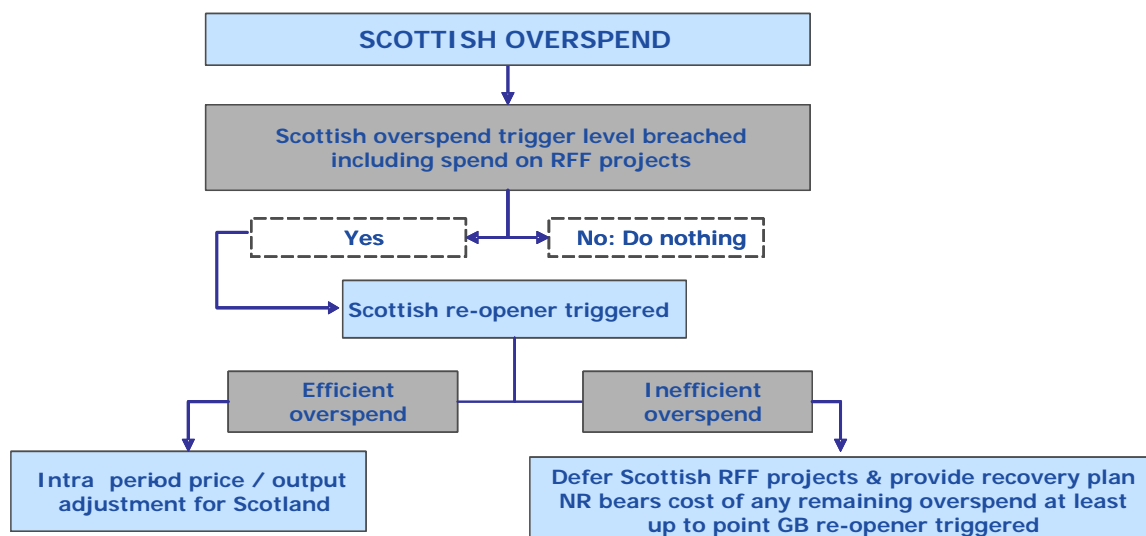 SCOTTISH OVERSPEND
Scottish overspend trigger level breached
including spend on RFF projects
Yes
No: Do nothing
Scottish re-opener triggered
Efficient
overspend
Inefficient
overspend
Intra period price / output
adjustment for Scotland
Defer Scottish RFF projects & provide recovery plan
NR bears cost of any remaining overspend at least
up to point GB re-opener triggered